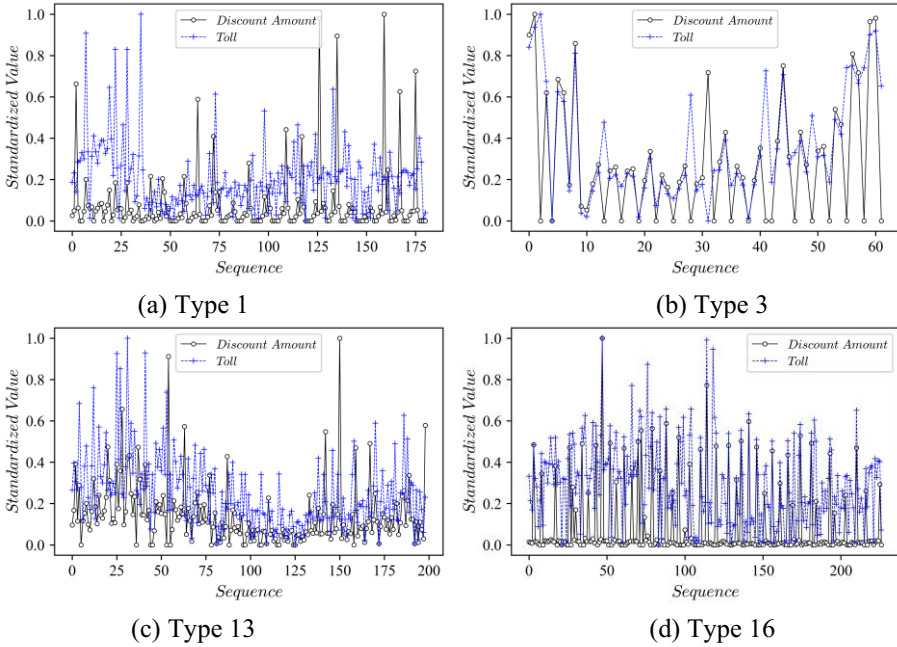 Discount Amount
Toll
Standardized Value
1.0
0.8
0.6
0.4
0.2
0.0
0 25 50 75 100 125 150 175
Sequence
(a) Type 1
Discount Amount
Toll
Standardized Value
1.0
0.8
0.6
0.4
0.2
0.0
0 10 20 30 40 50 60
Sequence
(b) Type 3
Discount Amount
Toll
Standardized Value
1.0
0.8
0.6
0.4
0.2
0.0
0 25 50 75 100 125 150 175 200
Sequence
(c) Type 13
Discount Amount
Toll
Standardized Value
1.0
0.8
0.6
0.4
0.2
0.0
0 50 100 150 200
Sequence
(d) Type 16